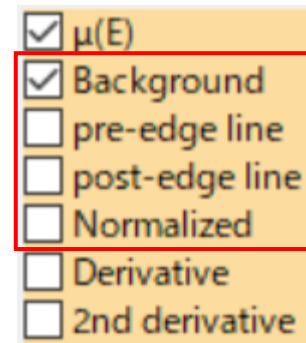 μ(E)
Background
pre-edge line
post-edge line
Normalized
Derivative
2nd derivative